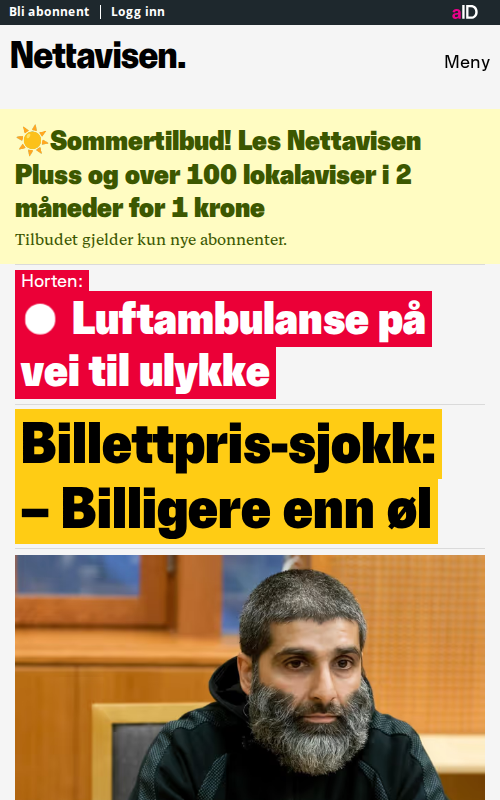 Bli abonnent
Logg inn
aID
Nettavisen.
Meny
☀️Sommertilbud! Les Nettavisen
Pluss og over 100 lokalaviser i 2
måneder for 1 krone
Tilbudet gjelder kun nye abonnenter.
Horten:
Luftambulanse på
vei til ulykke
Billettpris-sjokk:
– Billigere enn øl